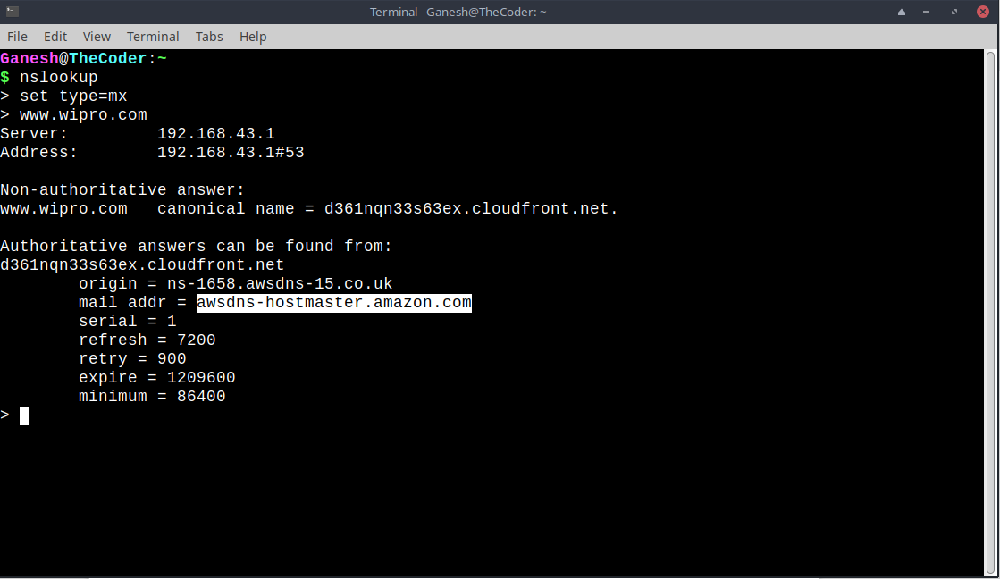 Terminal - Ganesh@TheCoder: ~
File Edit View Terminal Tabs Help
Ganesh@TheCoder:~
$ nslookup
> set type=mx
> www.wipro.com
Server:		192.168.43.1
Address:	192.168.43.1#53

Non-authoritative answer:
www.wipro.com	canonical name = d361nqn33s63ex.cloudfront.net.

Authoritative answers can be found from:
d361nqn33s63ex.cloudfront.net
	origin = ns-1658.awsdns-15.co.uk
	mail addr = awsdns-hostmaster.amazon.com
	serial = 1
	refresh = 7200
	retry = 900
	expire = 1209600
	minimum = 86400
>